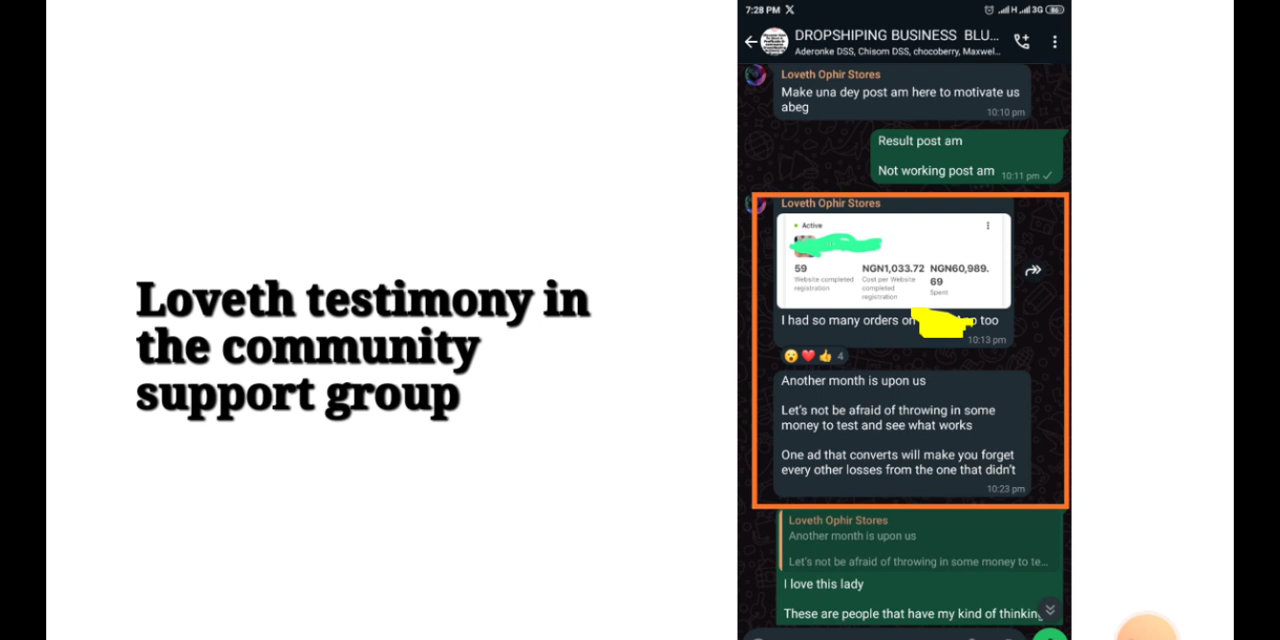 Loveth testimony in
the community
support group
7:28 PM X
H 3G 86
DROPSHIPING BUSINESS BLU...
Aderonke DSS, Chisom DSS, chocoberry, Maxwel...
Loveth Ophir Stores
Make una dey post am here to motivate us
abeg
10:10 pm
Result post am
Not working post am
10:11 pm
Loveth Ophir Stores
Active
59 NGN1,033.72 NGN60,989.
69
Website completed
registration
Cost per Website
completed
registration
Spent
I had so many orders on too
10:13 pm
4
Another month is upon us
Let's not be afraid of throwing in some
money to test and see what works
One ad that converts will make you forget
every other losses from the one that didn't
10:23 pm
Loveth Ophir Stores
Another month is upon us
Let's not be afraid of throwing in some money to te...
I love this lady
These are people that have my kind of thinking